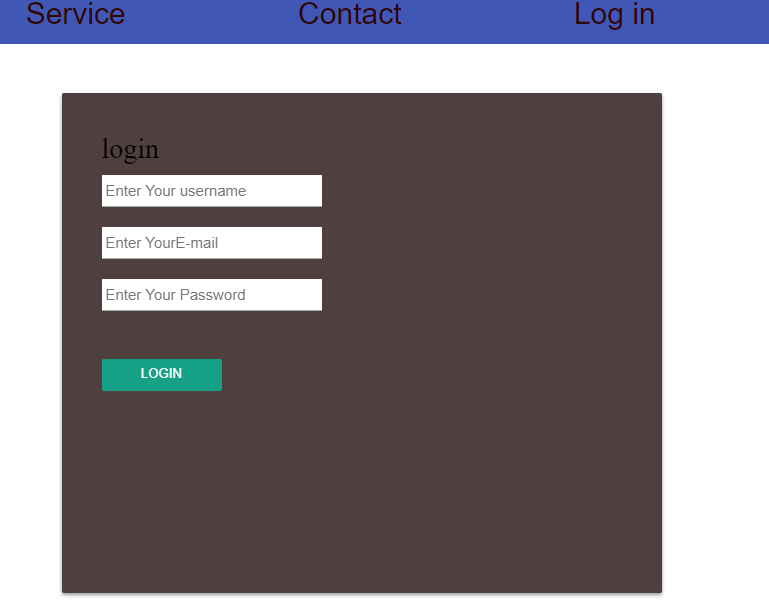 Service Contact Log in
login
Enter Your username
Enter YourE-mail
Enter Your Password
LOGIN